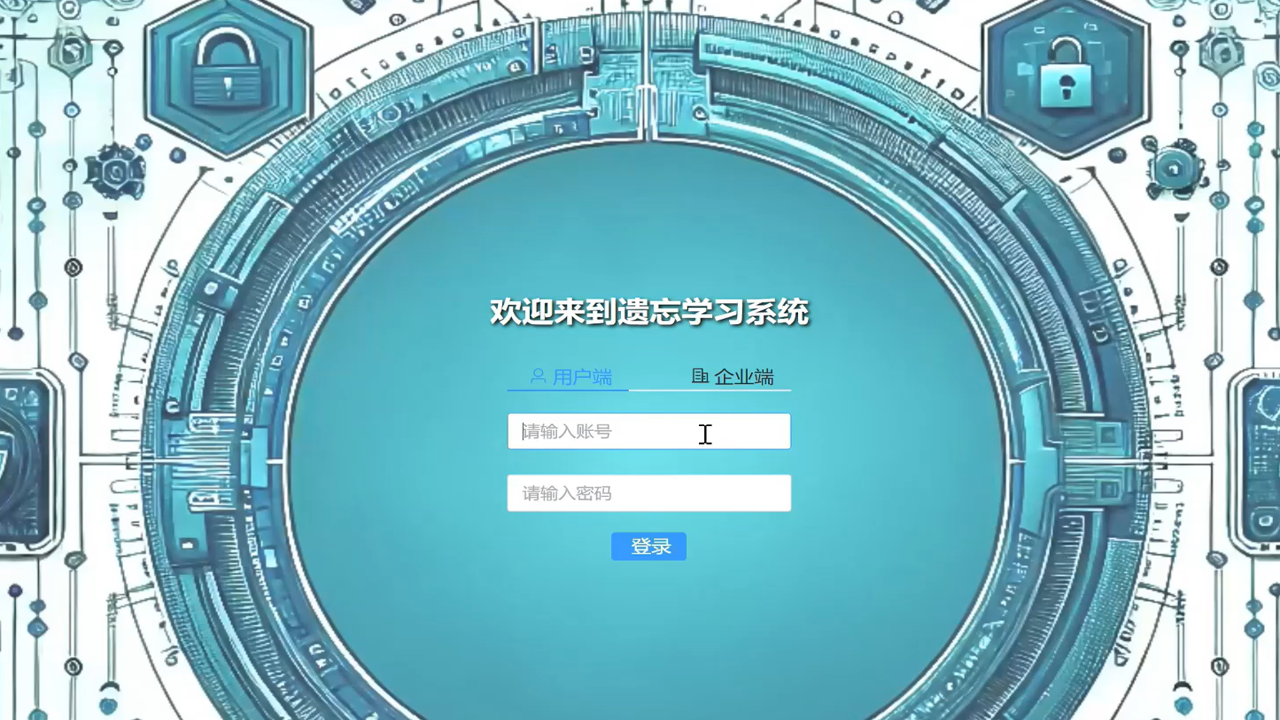 欢迎来到遗忘学习系统
用户端 企业端
请输入账号
请输入密码
登录